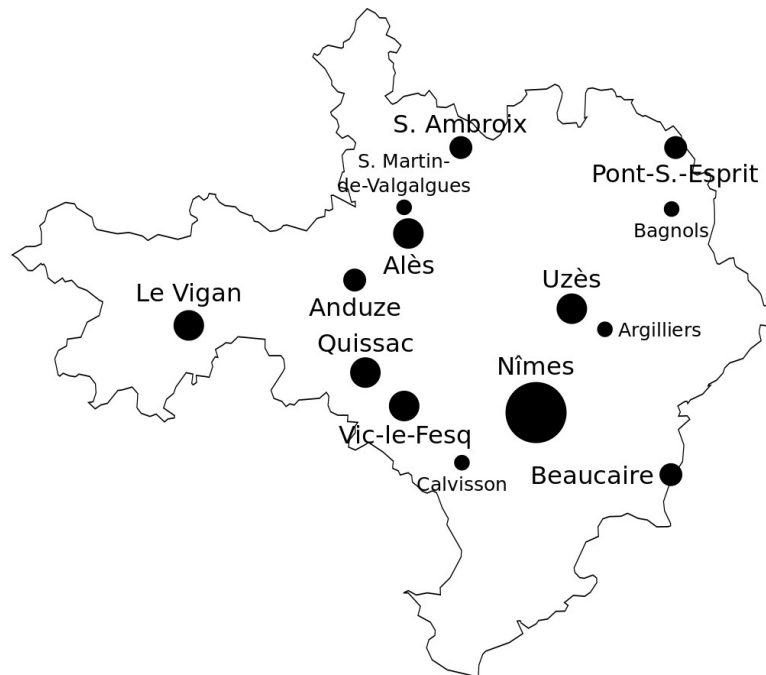 S. Ambroix
S. Martin-
de-Valgalgues
Pont-S.-Esprit
Bagnols
Alès
Uzès
Le Vigan
Anduze
Argilliers
Quissac
Nîmes
Vic-le-Fesq
Beaucaire
Calvisson